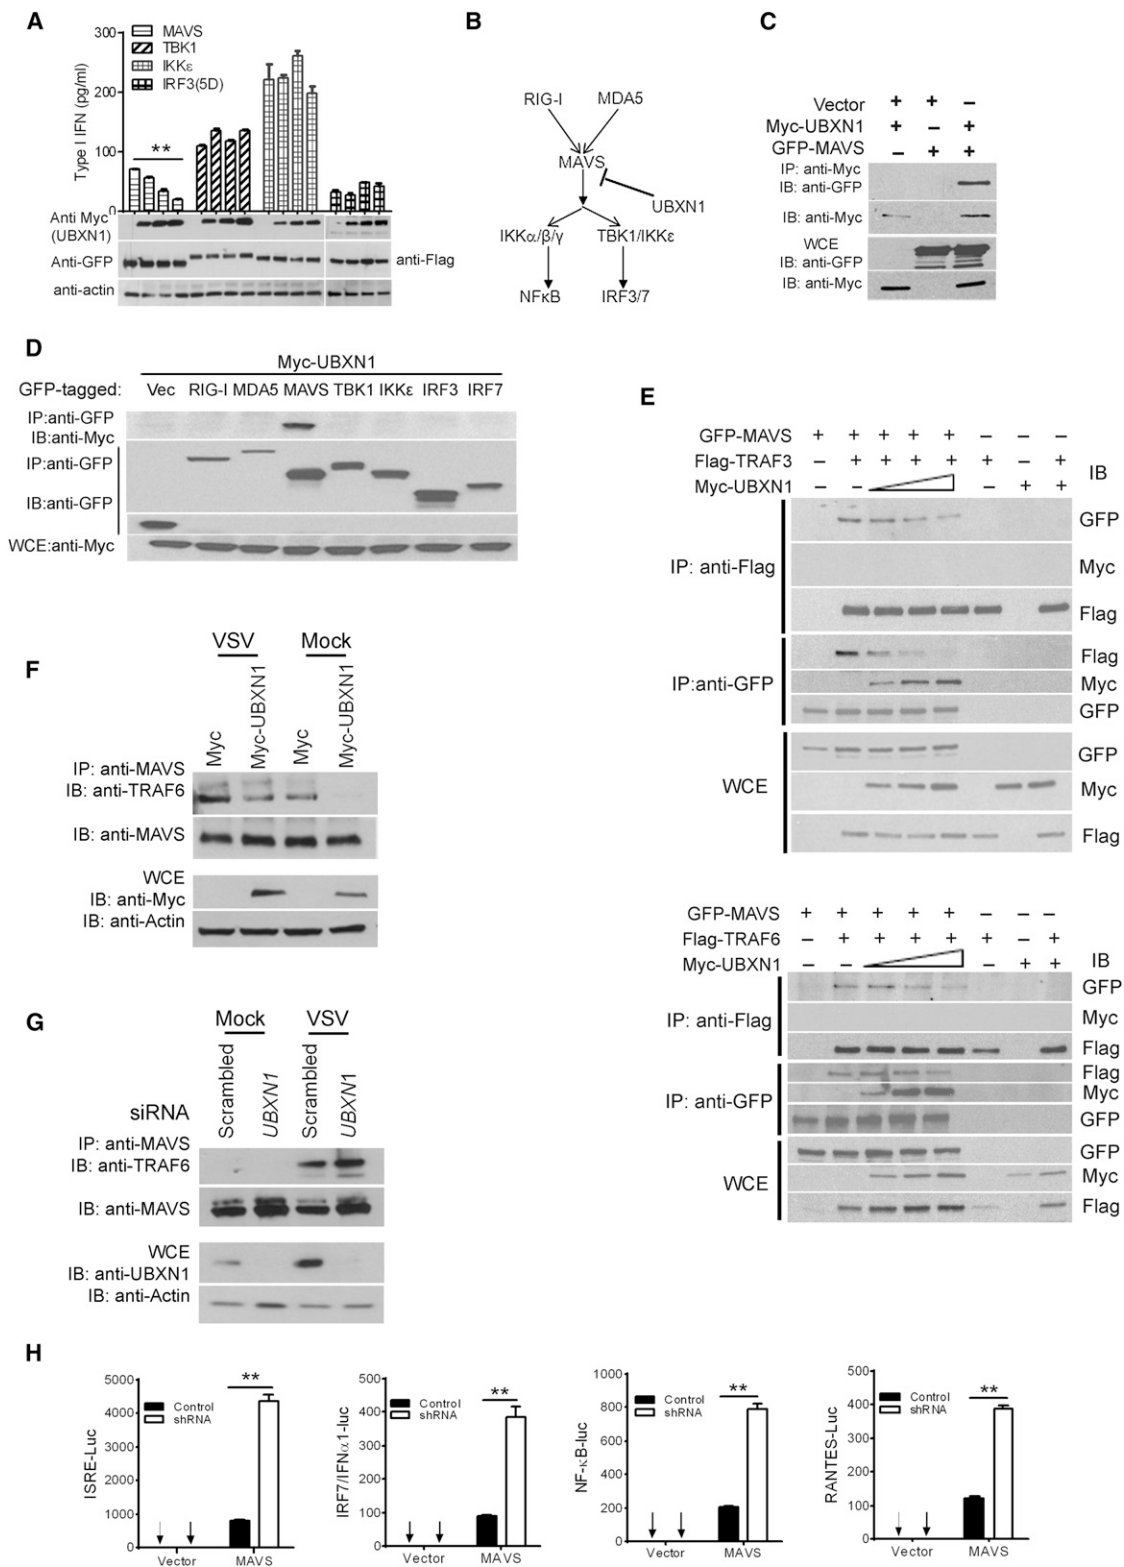 A
300
200
100
0
Type I IFN (pg/ml)
MAVS
TBK1
IKKε
IRF3(5D)
**
Anti Myc
(UBXN1)
Anti-GFP
anti-Flag
anti-actin
B
RIG-I MDA5
MAVS
UBXN1
IKKα/β/γ TBK1/IKKε
NFκB IRF3/7
C
Vector + + –
Myc-UBXN1 + – +
GFP-MAVS – + +
IP: anti-Myc
IB: anti-GFP
IB: anti-Myc
WCE
IB: anti-GFP
IB: anti-Myc
D
Myc-UBXN1
GFP-tagged: Vec RIG-I MDA5 MAVS TBK1 IKKε IRF3 IRF7
IP:anti-GFP
IB:anti-Myc
IP:anti-GFP
IB:anti-GFP
WCE:anti-Myc
E
GFP-MAVS + + + + + – – –
Flag-TRAF3 – + + + + + – +
Myc-UBXN1 – – – + +
IB
IP: anti-Flag
GFP
Myc
Flag
IP:anti-GFP
Flag
Myc
GFP
WCE
GFP
Myc
Flag
GFP-MAVS + + + + + – – –
Flag-TRAF6 – + + + + + – +
Myc-UBXN1 – – – + +
IB
IP: anti-Flag
GFP
Myc
Flag
IP: anti-GFP
Flag
Myc
GFP
WCE
GFP
Myc
Flag
F
VSV Mock
Myc
Myc-UBXN1
Myc
Myc-UBXN1
IP: anti-MAVS
IB: anti-TRAF6
IB: anti-MAVS
WCE
IB: anti-Myc
IB: anti-Actin
G
Mock VSV
siRNA
Scrambled
UBXN1
Scrambled
UBXN1
IP: anti-MAVS
IB: anti-TRAF6
IB: anti-MAVS
WCE
IB: anti-UBXN1
IB: anti-Actin
H
ISRE-Luc
5000
4000
3000
2000
1000
0
Control
shRNA
**
Vector MAVS
IRF7/IFNα1-luc
500
400
300
200
100
0
Control
shRNA
**
Vector MAVS
NF-κB-luc
1000
800
600
400
200
0
Control
shRNA
**
Vector MAVS
RANTES-Luc
500
400
300
200
100
0
Control
shRNA
**
Vector MAVS